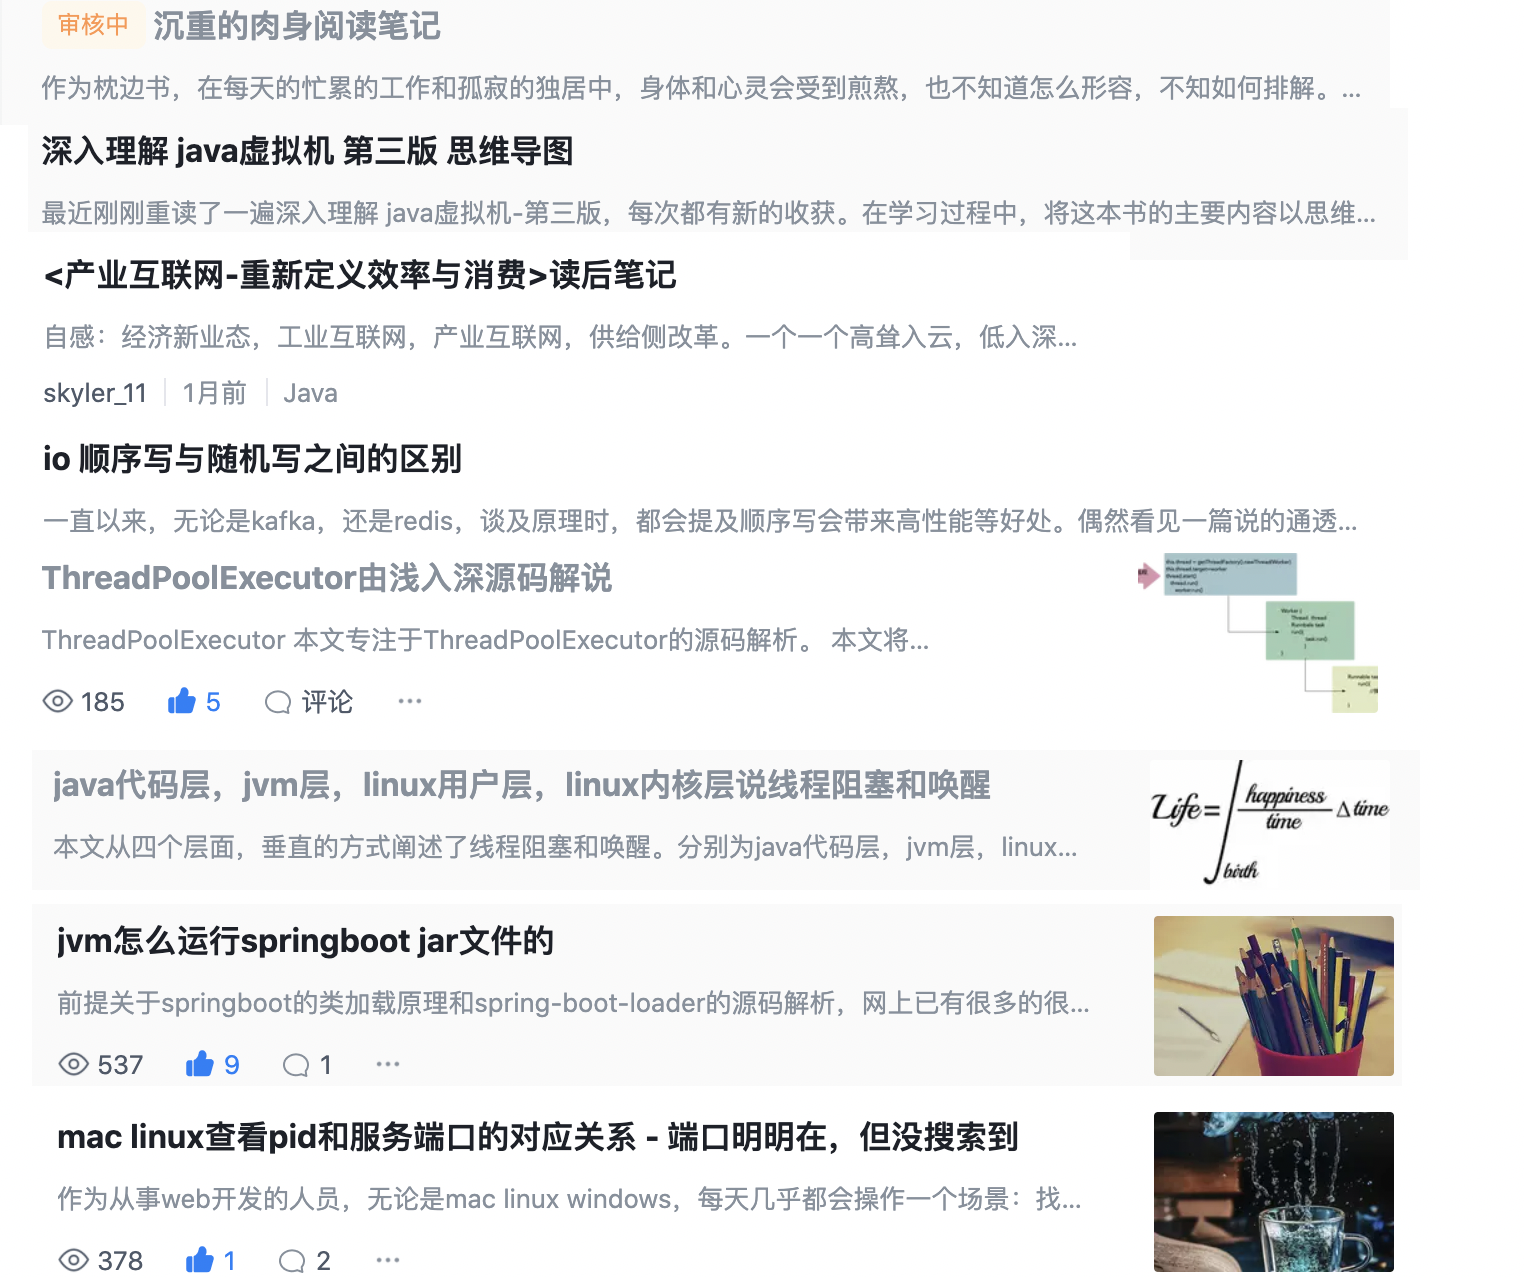 审核中 沉重的肉身阅读笔记
作为枕边书，在每天的忙累的工作和孤寂的独居中，身体和心灵会受到煎熬，也不知道怎么形容，不知如何排解。...
深入理解 java虚拟机 第三版 思维导图
最近刚刚重读了一遍深入理解 java虚拟机-第三版，每次都有新的收获。在学习过程中，将这本书的主要内容以思维...
<产业互联网-重新定义效率与消费>读后笔记
自感：经济新业态，工业互联网，产业互联网，供给侧改革。一个一个高耸入云，低入深...
skyler_11 1月前 Java
io 顺序写与随机写之间的区别
一直以来，无论是kafka，还是redis，谈及原理时，都会提及顺序写会带来高性能等好处。偶然看见一篇说的通透...
ThreadPoolExecutor由浅入深源码解说
ThreadPoolExecutor 本文专注于ThreadPoolExecutor的源码解析。 本文将...
185 5 评论 ...
this.thread = getThreadFactory().newThread(Worker)
this.thread.target=worker
thread.start()
thread.run()
worker.run()
Worker {
Thread thread
Runnbale task
run({
task.run()
}
}
run({
java代码层，jvm层，linux用户层，linux内核层说线程阻塞和唤醒
本文从四个层面，垂直的方式阐述了线程阻塞和唤醒。分别为java代码层，jvm层，linux...
Life=∫birth happiness/time Δ time
jvm怎么运行springboot jar文件的
前提关于springboot的类加载原理和spring-boot-loader的源码解析，网上已有很多的很...
537 9 1 ...
mac linux查看pid和服务端口的对应关系 - 端口明明在，但没搜索到
作为从事web开发的人员，无论是mac linux windows，每天几乎都会操作一个场景：找...
378 1 2 ...